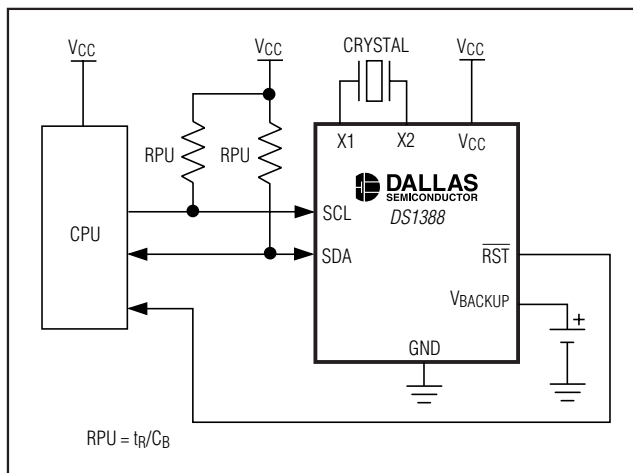 VCC
VCC
CRYSTAL
VCC
RPU
RPU
X1
X2
VCC
DALLAS
SEMICONDUCTOR
DS1388
CPU
SCL
SDA
RST
VBACKUP
+
GND
RPU = tR/CB